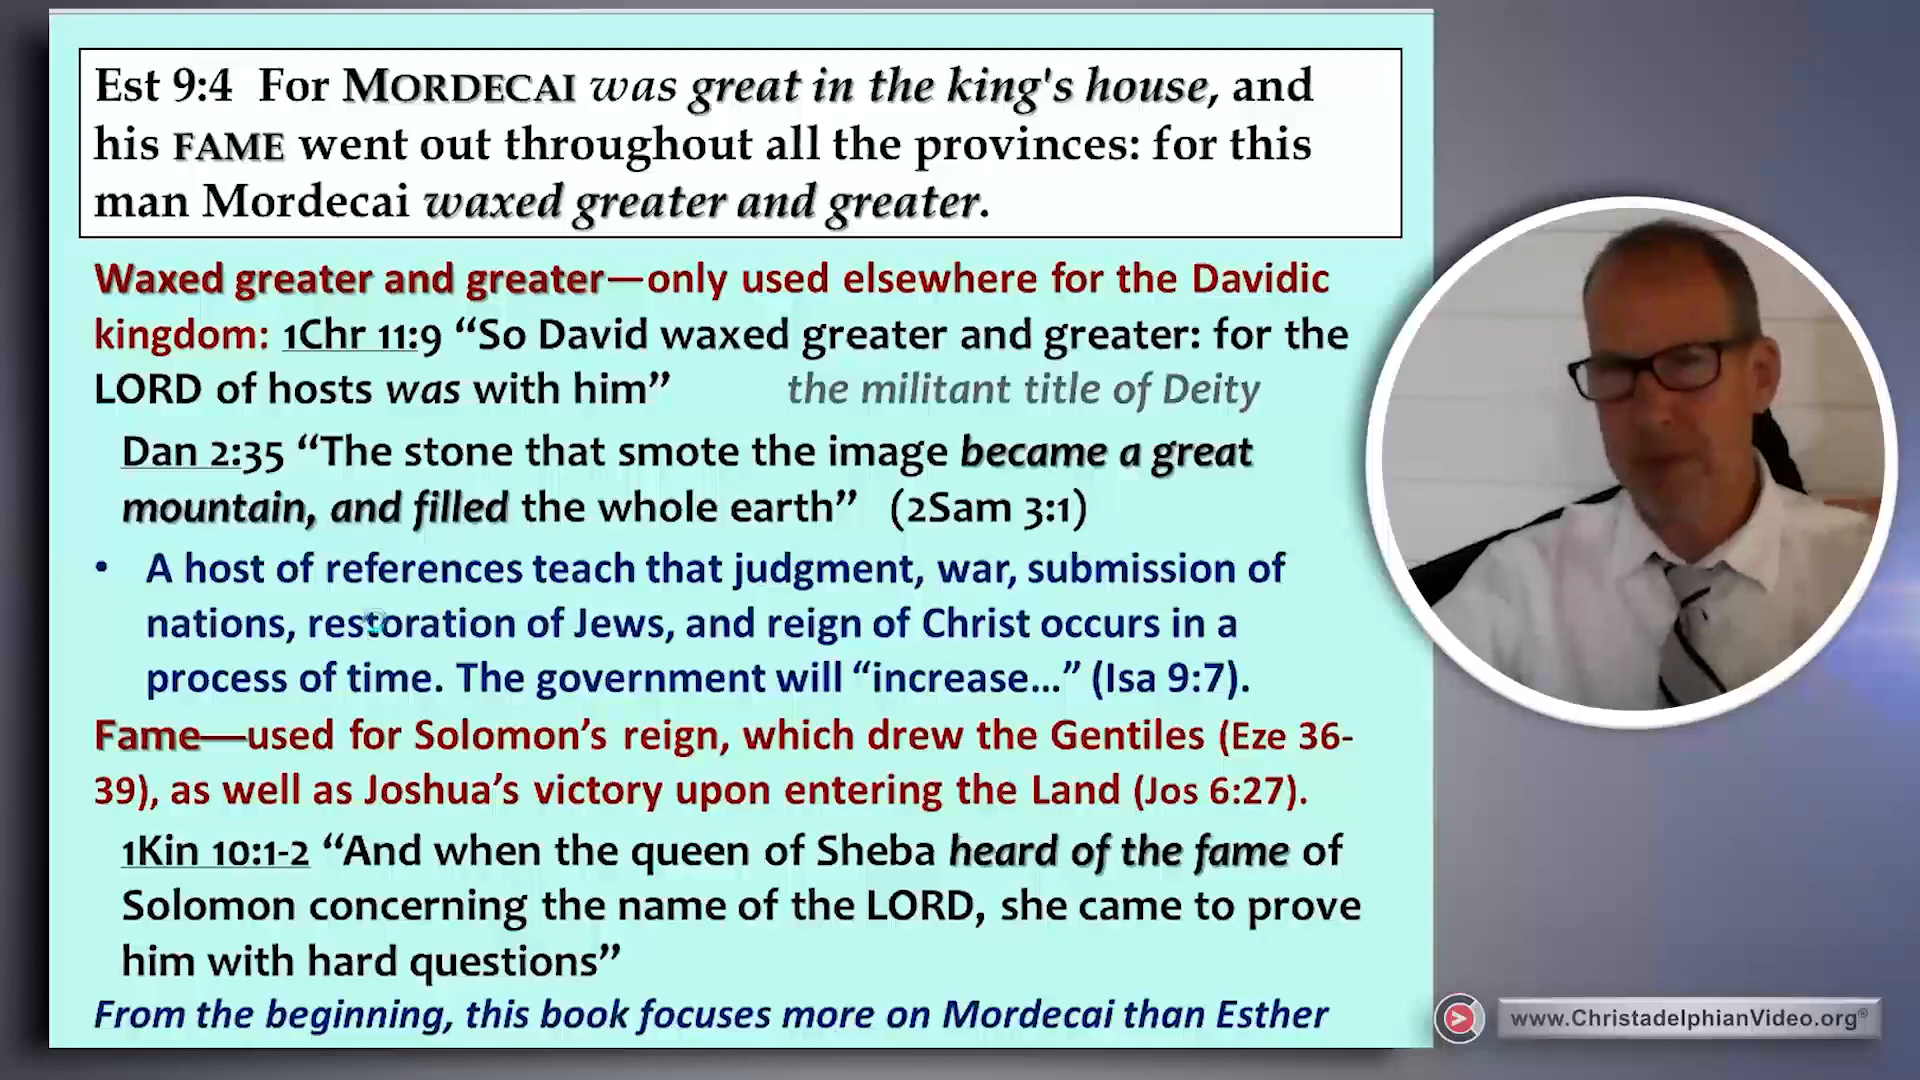 Est 9:4 For MORDECAI was great in the king's house, and
his FAME went out throughout all the provinces: for this
man Mordecai waxed greater and greater.
Waxed greater and greater—only used elsewhere for the Davidic
kingdom: 1Chr 11:9 “So David waxed greater and greater: for the
LORD of hosts was with him” the militant title of Deity
Dan 2:35 “The stone that smote the image became a great
mountain, and filled the whole earth” (2Sam 3:1)
• A host of references teach that judgment, war, submission of
nations, restoration of Jews, and reign of Christ occurs in a
process of time. The government will “increase…” (Isa 9:7).
Fame—used for Solomon’s reign, which drew the Gentiles (Eze 36-
39), as well as Joshua’s victory upon entering the Land (Jos 6:27).
1Kin 10:1-2 “And when the queen of Sheba heard of the fame of
Solomon concerning the name of the LORD, she came to prove
him with hard questions”
From the beginning, this book focuses more on Mordecai than Esther
www.ChristadelphianVideo.org®